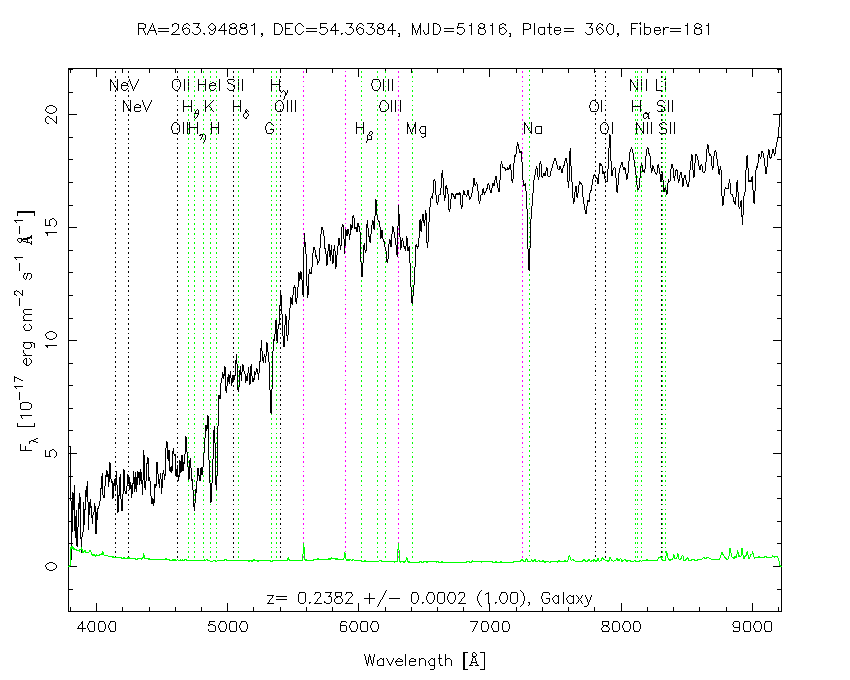 RA=263.94881, DEC=54.36384, MJD=51816, Plate= 360, Fiber=181
NeV OII HeI SII Hγ OIII NII Li
NeV Hθ K Hδ OIII OIII OI Hα SII
OII Hη H G Hβ Mg Na OI NII SII
20
15
10
5
0
Fλ [10⁻¹⁷ erg cm⁻² s⁻¹ Å⁻¹]
z= 0.2382 +/− 0.0002 (1.00), Galaxy
4000 5000 6000 7000 8000 9000
Wavelength [Å]